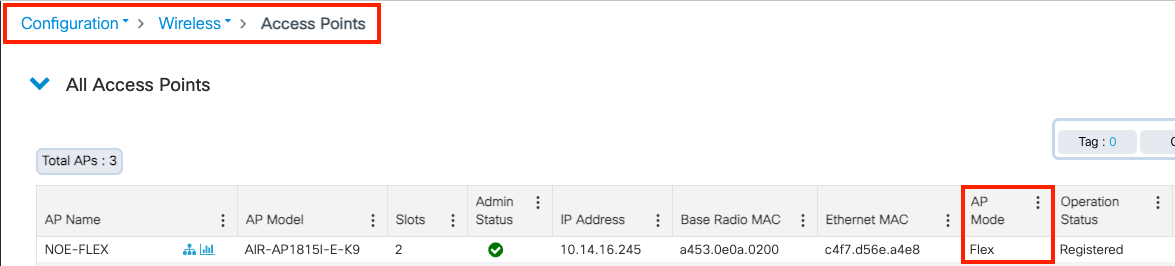 Configuration > Wireless > Access Points
All Access Points
Tag : 0
Total APs : 3
AP Name AP Model Slots Admin Status IP Address Base Radio MAC Ethernet MAC AP Mode Operation Status
NOE-FLEX AIR-AP1815I-E-K9 2 10.14.16.245 a453.0e0a.0200 c4f7.d56e.a4e8 Flex Registered